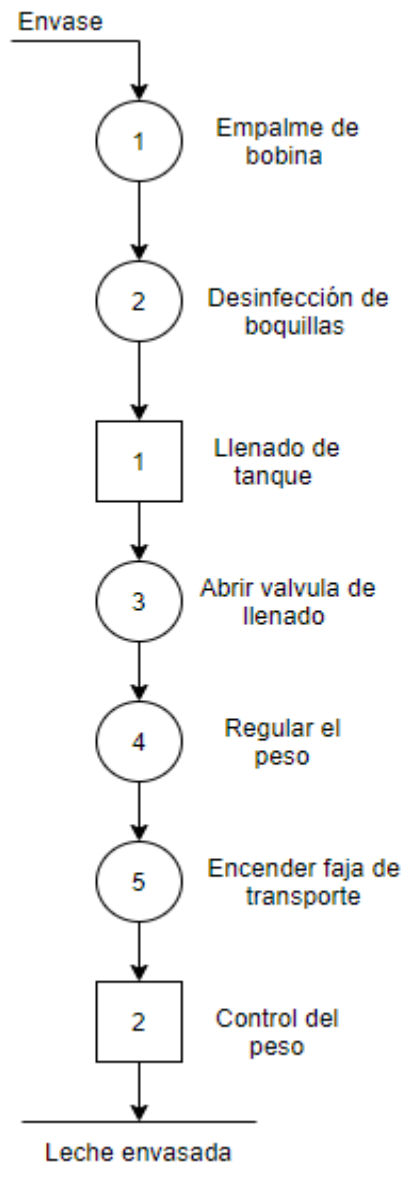 Envase
1
Empalme de
bobina
2
Desinfección de
boquillas
1
Llenado de
tanque
3
Abrir valvula de
llenado
4
Regular el
peso
5
Encender faja de
transporte
2
Control del
peso
Leche envasada